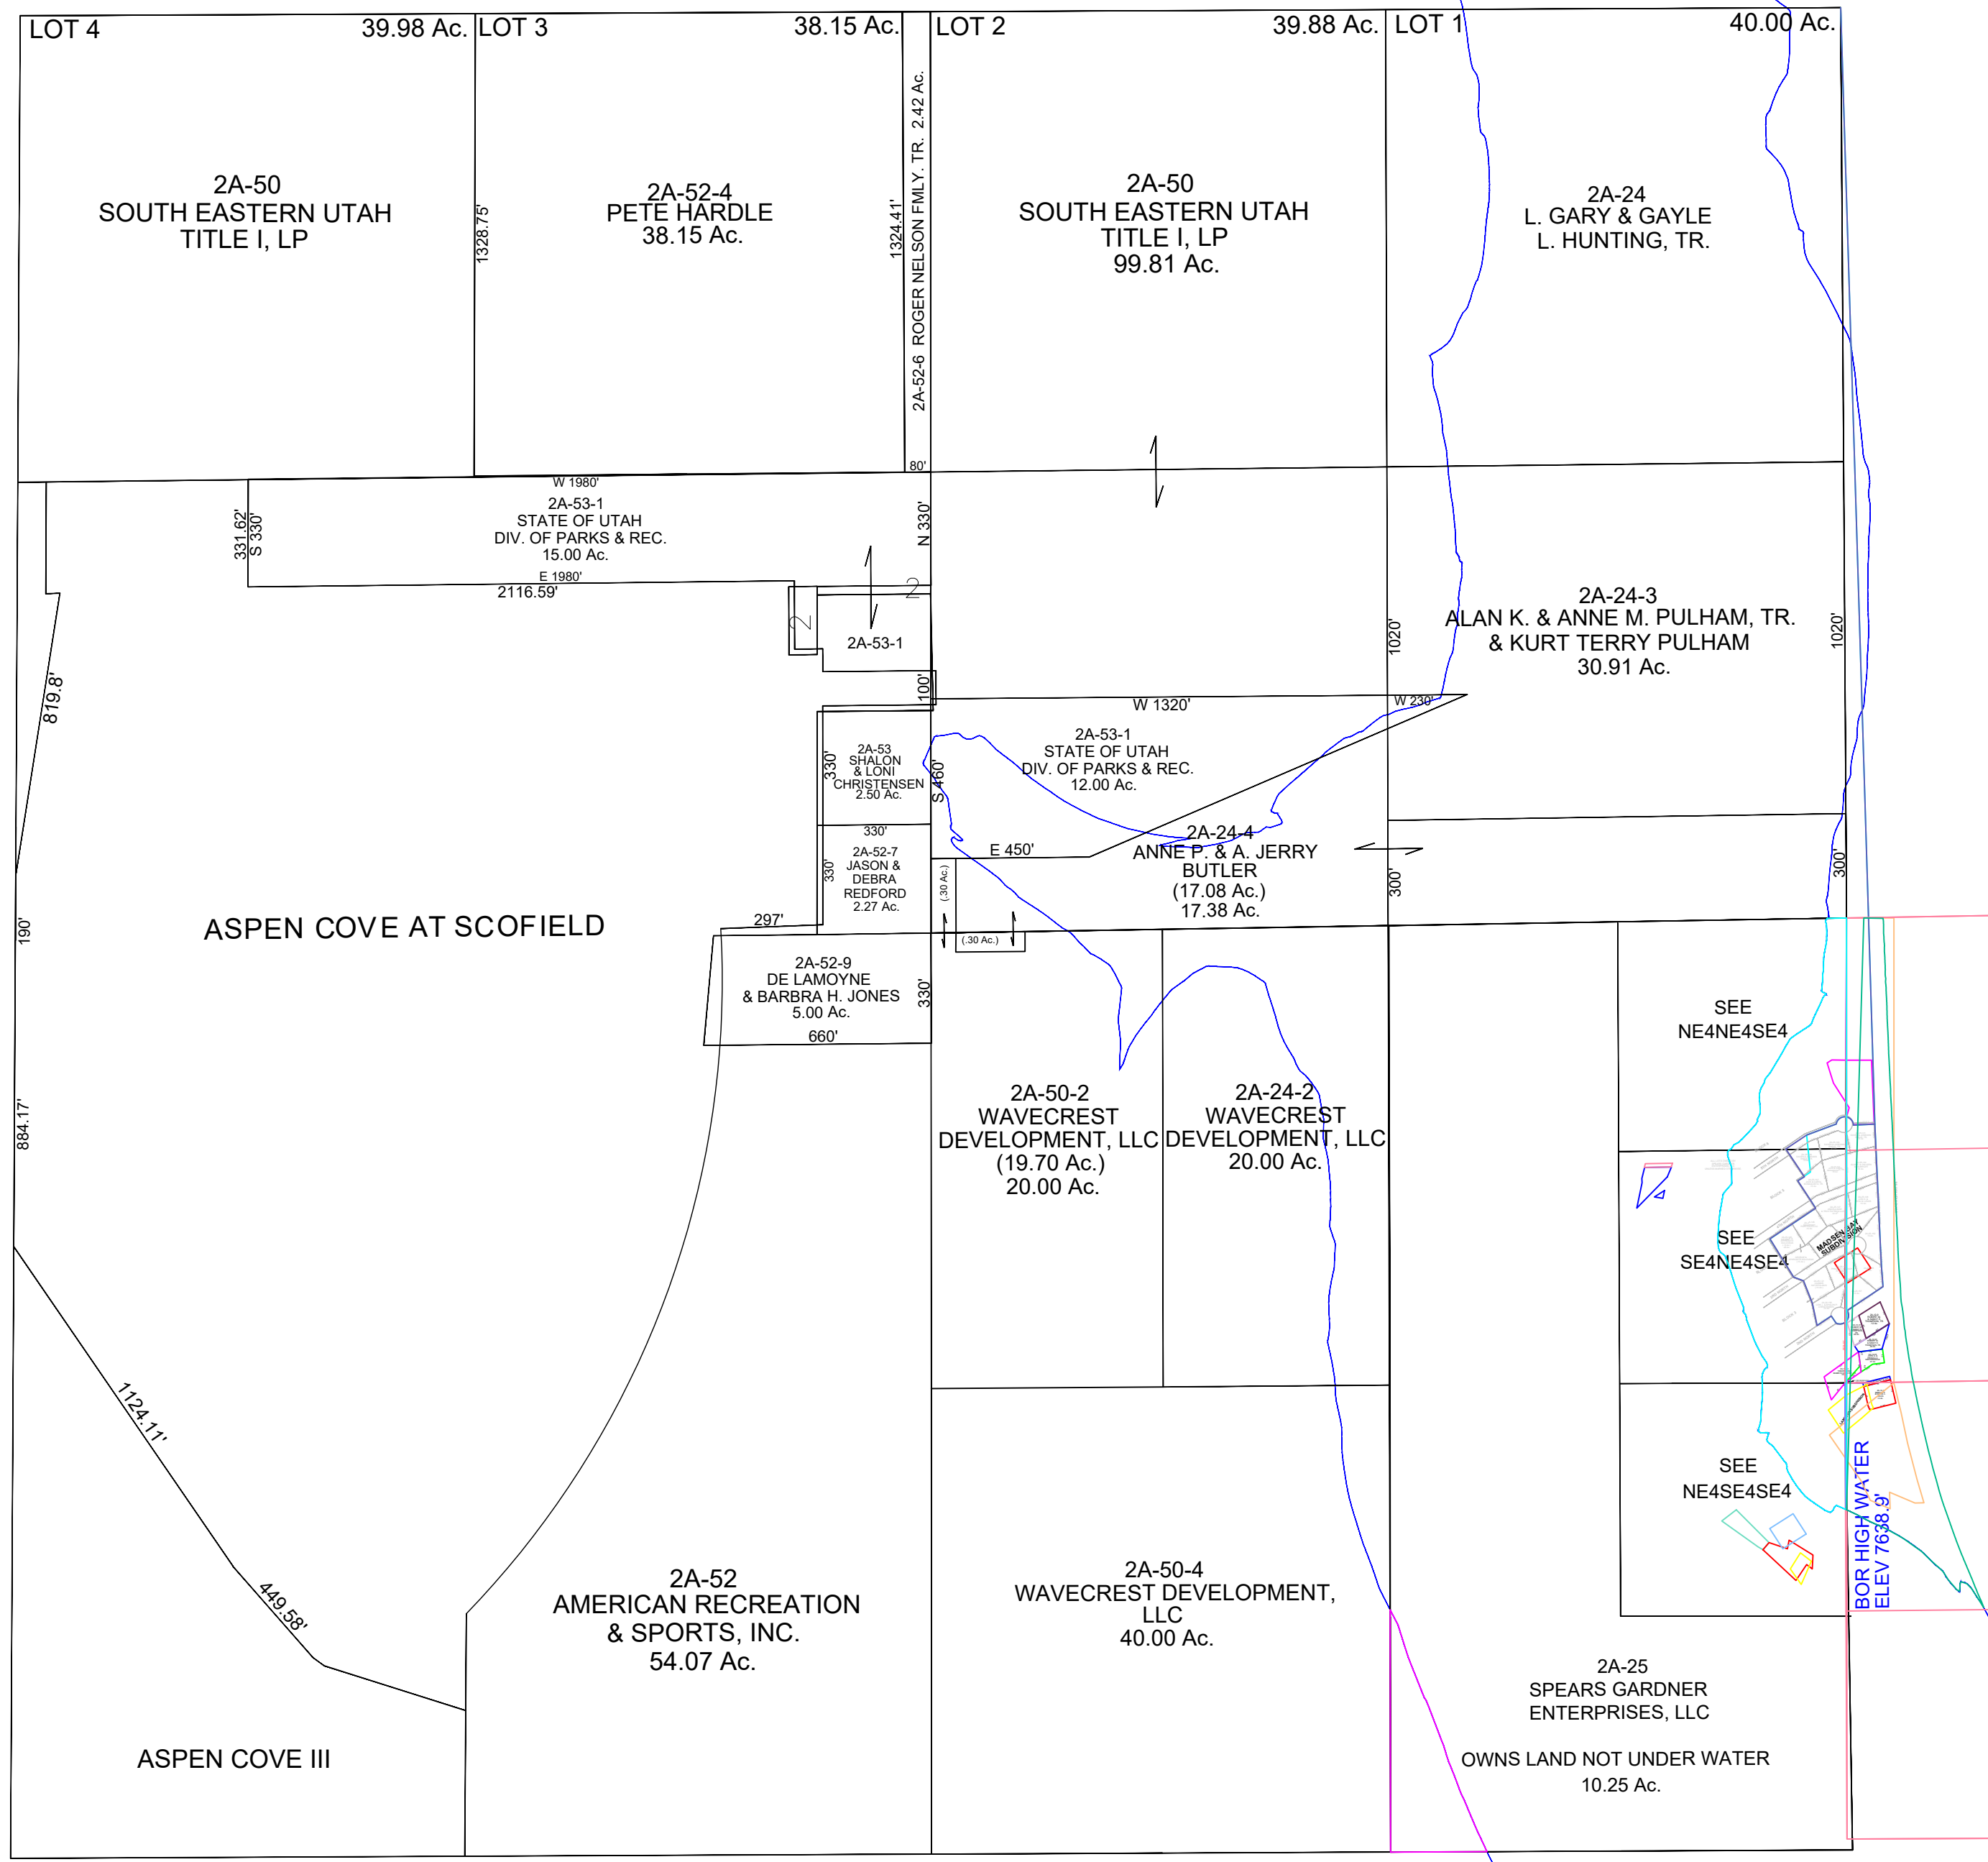 LOT 4
39.98 Ac.
LOT 3
38.15 Ac.
LOT 2
39.88 Ac.
LOT 1
40.00 Ac.
2A-50
SOUTH EASTERN UTAH
TITLE I, LP
1328.75'
2A-52-4
PETE HARDLE
38.15 Ac.
1324.41'
2A-52-6 ROGER NELSON FMLY. TR. 2.42 Ac.
80'
2A-50
SOUTH EASTERN UTAH
TITLE I, LP
99.81 Ac.
2A-24
L. GARY & GAYLE
L. HUNTING, TR.
W 1980'
331.62'
S 330'
2A-53-1
STATE OF UTAH
DIV. OF PARKS & REC.
15.00 Ac.
E 1980'
2116.59'
N 330'
2
2
2A-53-1
100'
1020'
2A-24-3
ALAN K. & ANNE M. PULHAM, TR.
& KURT TERRY PULHAM
30.91 Ac.
1020'
819.8'
W 1320'
W 230'
2A-53-1
STATE OF UTAH
DIV. OF PARKS & REC.
12.00 Ac.
330'
2A-53
SHALON
& LONI
CHRISTENSEN
2.50 Ac.
S 460'
330'
330'
2A-52-7
JASON &
DEBRA
REDFORD
2.27 Ac.
E 450'
(.30 Ac.)
(.30 Ac.)
2A-24-4
ANNE P. & A. JERRY
BUTLER
(17.08 Ac.)
17.38 Ac.
300'
300'
190'
ASPEN COVE AT SCOFIELD
297'
2A-52-9
DE LAMOYNE
& BARBRA H. JONES
5.00 Ac.
330'
660'
884.17'
2A-50-2
WAVECREST
DEVELOPMENT, LLC
(19.70 Ac.)
20.00 Ac.
2A-24-2
WAVECREST
DEVELOPMENT, LLC
20.00 Ac.
SEE
NE4NE4SE4
SEE
SE4NE4SE4
MADSEN BAY
SUBDIVISION
SEE
NE4SE4SE4
BOR HIGH WATER
ELEV 7638.9'
1124.11'
449.58'
2A-52
AMERICAN RECREATION
& SPORTS, INC.
54.07 Ac.
2A-50-4
WAVECREST DEVELOPMENT,
LLC
40.00 Ac.
2A-25
SPEARS GARDNER
ENTERPRISES, LLC
OWNS LAND NOT UNDER WATER
10.25 Ac.
ASPEN COVE III